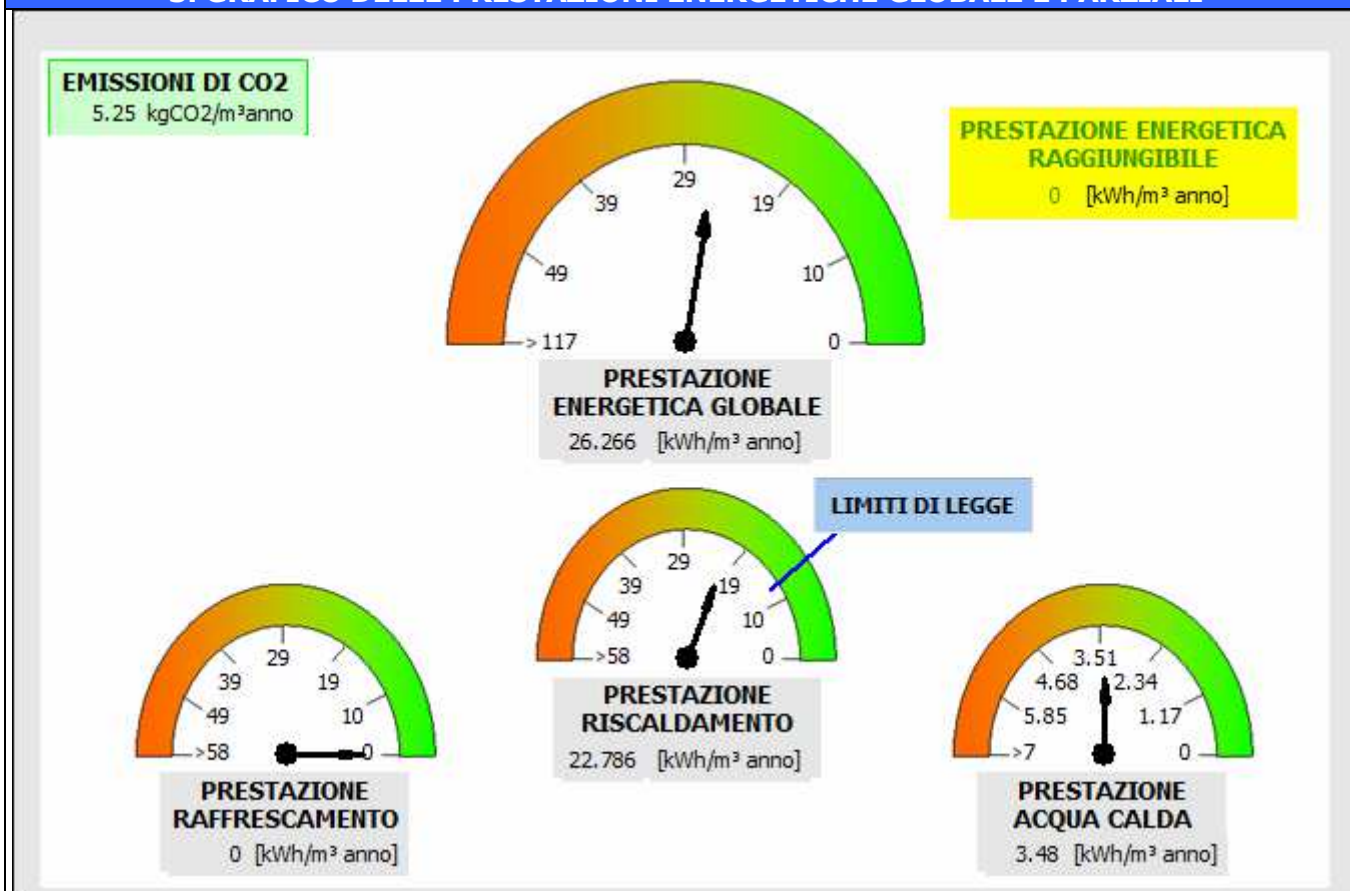 EMISSIONI DI CO2
5.25 kgCO2/m³anno
PRESTAZIONE ENERGETICA
RAGGIUNGIBILE
0 [kWh/m³ anno]
>117
49
39
29
19
10
0
PRESTAZIONE
ENERGETICA GLOBALE
26.266 [kWh/m³ anno]
LIMITI DI LEGGE
>58
49
39
29
19
10
0
PRESTAZIONE
RISCALDAMENTO
22.786 [kWh/m³ anno]
>58
49
39
29
19
10
0
PRESTAZIONE
RAFFRESCAMENTO
0 [kWh/m³ anno]
>7
5.85
4.68
3.51
2.34
1.17
0
PRESTAZIONE
ACQUA CALDA
3.48 [kWh/m³ anno]